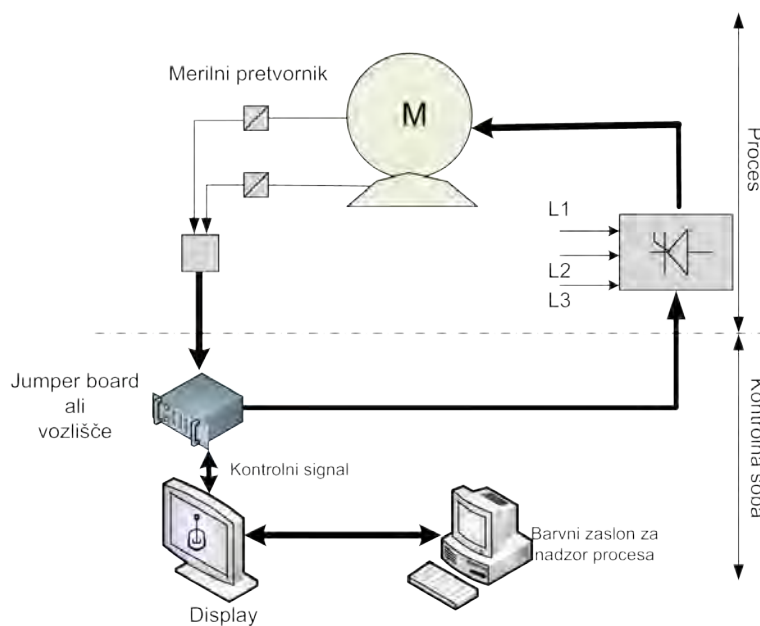 Merilni pretvornik
M
Proces
L1
L2
L3
Jumper board
ali
vozlišče
Kontrolni signal
Kontrolna soba
Barvni zaslon za
nadzor procesa
Display